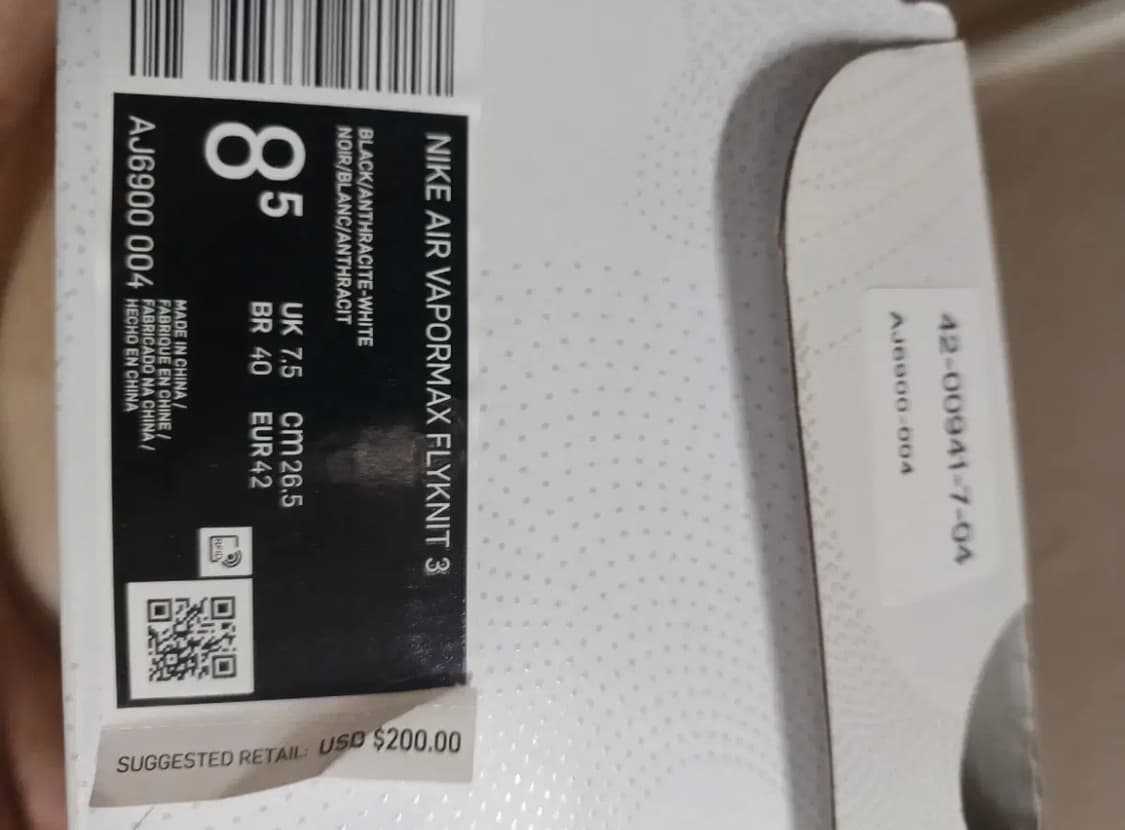 NIKE AIR VAPORMAX FLYKNIT 3
BLACK/ANTHRACITE-WHITE
NOIR/BLANC/ANTHRACIT
8 5
UK 7.5 cm 26.5
BR 40 EUR 42
AJ6900 004
MADE IN CHINA /
FABRIQUE EN CHINE /
FABRICADO NA CHINA /
HECHO EN CHINA
RFID
SUGGESTED RETAIL: USD $200.00
42-00941-7-04
AJ6900-004